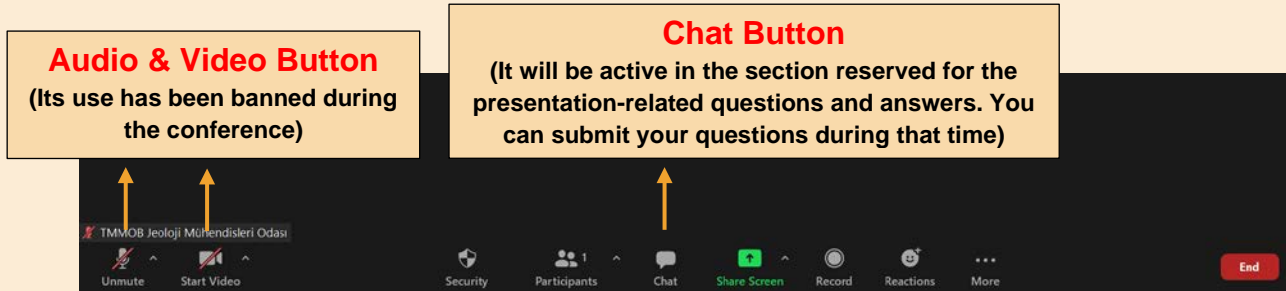 Audio & Video Button
(Its use has been banned during
the conference)
Chat Button
(It will be active in the section reserved for the
presentation-related questions and answers. You
can submit your questions during that time)
TMMOB Jeoloji Mühendisleri Odası
Unmute
Start Video
Security
1
Participants
Chat
Share Screen
Record
Reactions
More
End